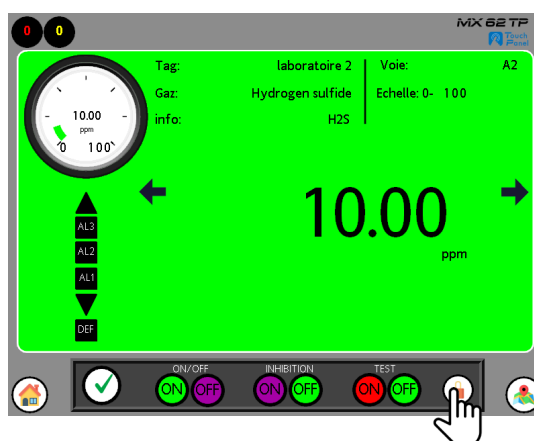 MX 62 TP
Touch
Panel
0 0
Tag: laboratoire 2 Voie: A2
Gaz: Hydrogen sulfide Echelle: 0- 100
info: H2S
10.00
ppm
0 100
10.00
ppm
AL3
AL2
AL1
DEF
ON/OFF INHIBITION TEST
ON OFF ON OFF ON OFF